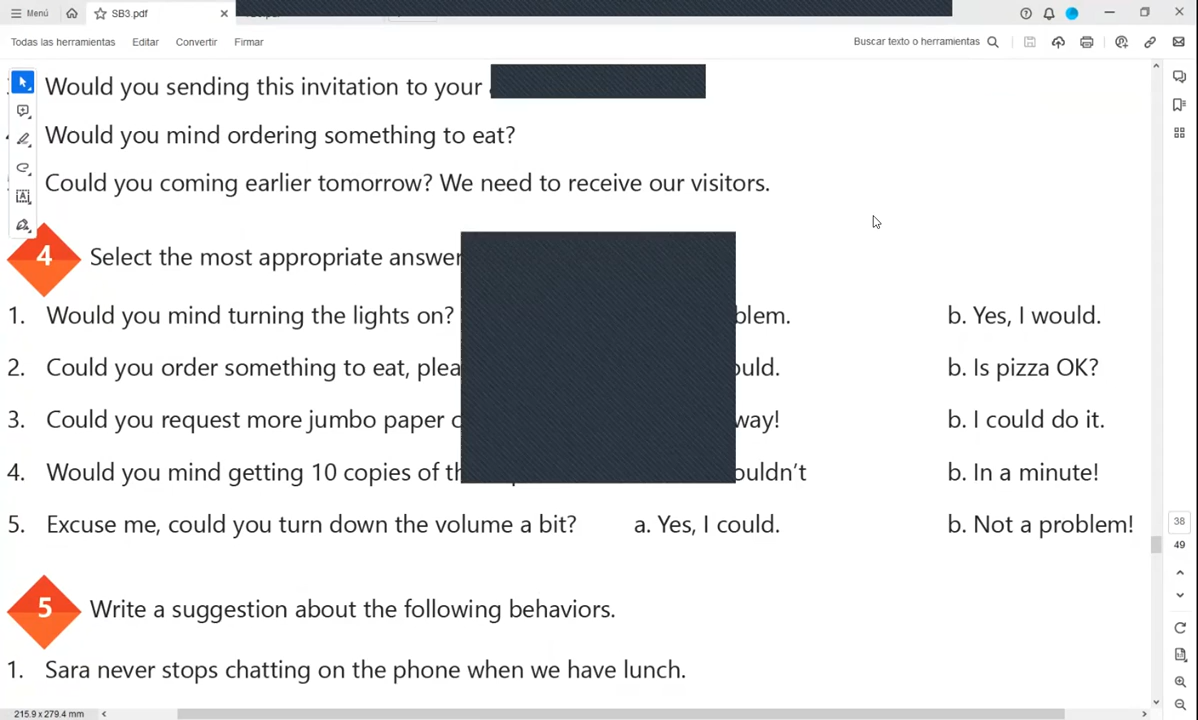 Menú SB3.pdf
Todas las herramientas Editar Convertir Firmar Buscar texto o herramientas
Would you sending this invitation to your
Would you mind ordering something to eat?
Could you coming earlier tomorrow? We need to receive our visitors.
4 Select the most appropriate answer
1. Would you mind turning the lights on? b. Yes, I would.
2. Could you order something to eat, b. Is pizza OK?
3. Could you request more jumbo paper way! b. I could do it.
4. Would you mind getting 10 copies of b. In a minute!
5. Excuse me, could you turn down the volume a bit? a. Yes, I could. b. Not a problem!
38
49
5 Write a suggestion about the following behaviors.
1. Sara never stops chatting on the phone when we have lunch.
215.9 x 279.4 mm